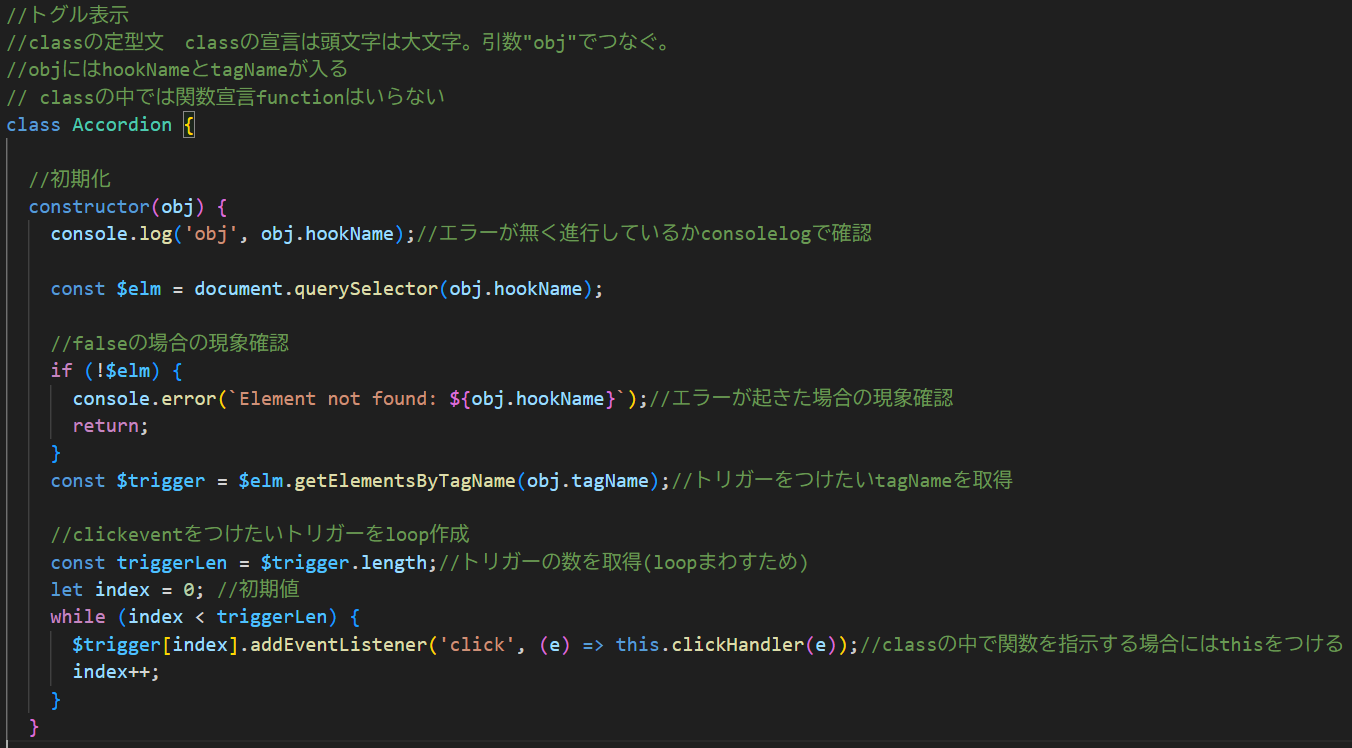 //トグル表示
//classの定型文　classの宣言は頭文字は大文字。引数"obj"でつなぐ。
//objにはhookNameとtagNameが入る
// classの中では関数宣言functionはいらない
class Accordion {
//初期化
constructor(obj) {
console.log('obj', obj.hookName);//エラーが無く進行しているかconsolelogで確認
const $elm = document.querySelector(obj.hookName);
//falseの場合の現象確認
if (!$elm) {
console.error(`Element not found: ${obj.hookName}`);//エラーが起きた場合の現象確認
return;
}
const $trigger = $elm.getElementsByTagName(obj.tagName);//トリガーをつけたいtagNameを取得
//clickeventをつけたいトリガーをloop作成
const triggerLen = $trigger.length;//トリガーの数を取得(loopまわすため)
let index = 0; //初期値
while (index < triggerLen) {
$trigger[index].addEventListener('click', (e) => this.clickHandler(e));//classの中で関数を指示する場合にはthisをつける
index++;
}
}